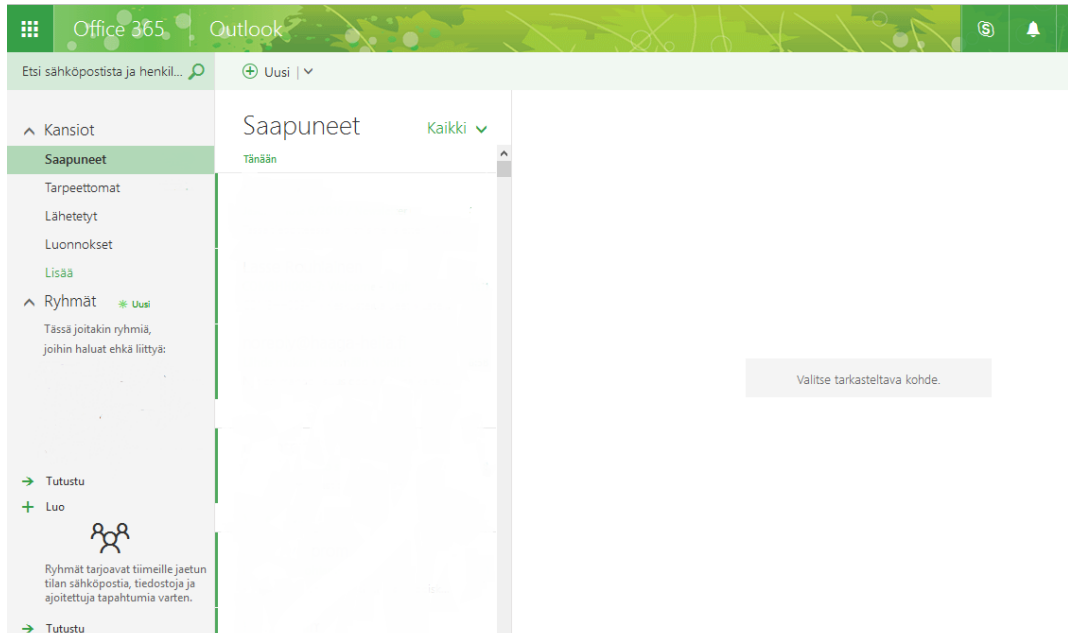 Office 365 Outlook
Etsi sähköpostista ja henkil...
Uusi
Kansiot
Saapuneet
Tarpeettomat
Lähetetyt
Luonnokset
Lisää
Ryhmät Uusi
Tässä joitakin ryhmiä,
joihin haluat ehkä liittyä:
Tutustu
Luo
Ryhmät tarjoavat tiimeille jaetun
tilan sähköpostia, tiedostoja ja
ajoitettuja tapahtumia varten.
Tutustu
Saapuneet Kaikki
Tänään
Valitse tarkasteltava kohde.